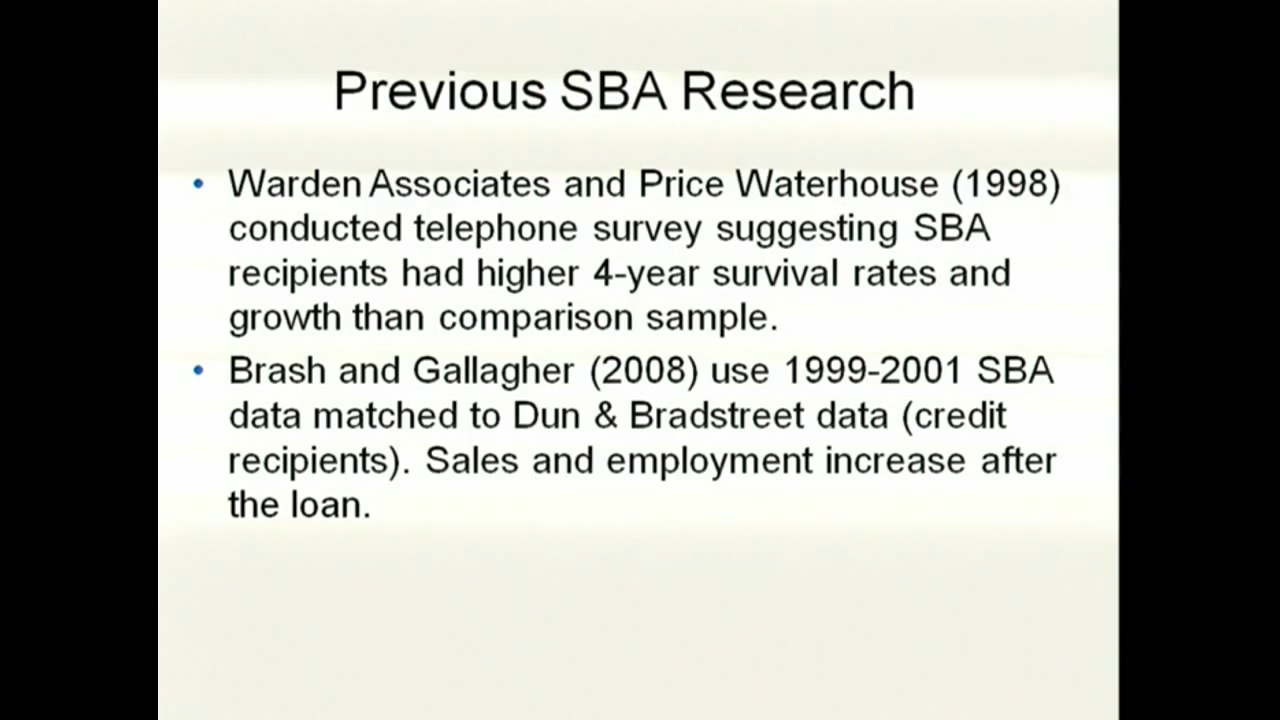 Previous SBA Research
• Warden Associates and Price Waterhouse (1998)
conducted telephone survey suggesting SBA
recipients had higher 4-year survival rates and
growth than comparison sample.
• Brash and Gallagher (2008) use 1999-2001 SBA
data matched to Dun & Bradstreet data (credit
recipients). Sales and employment increase after
the loan.